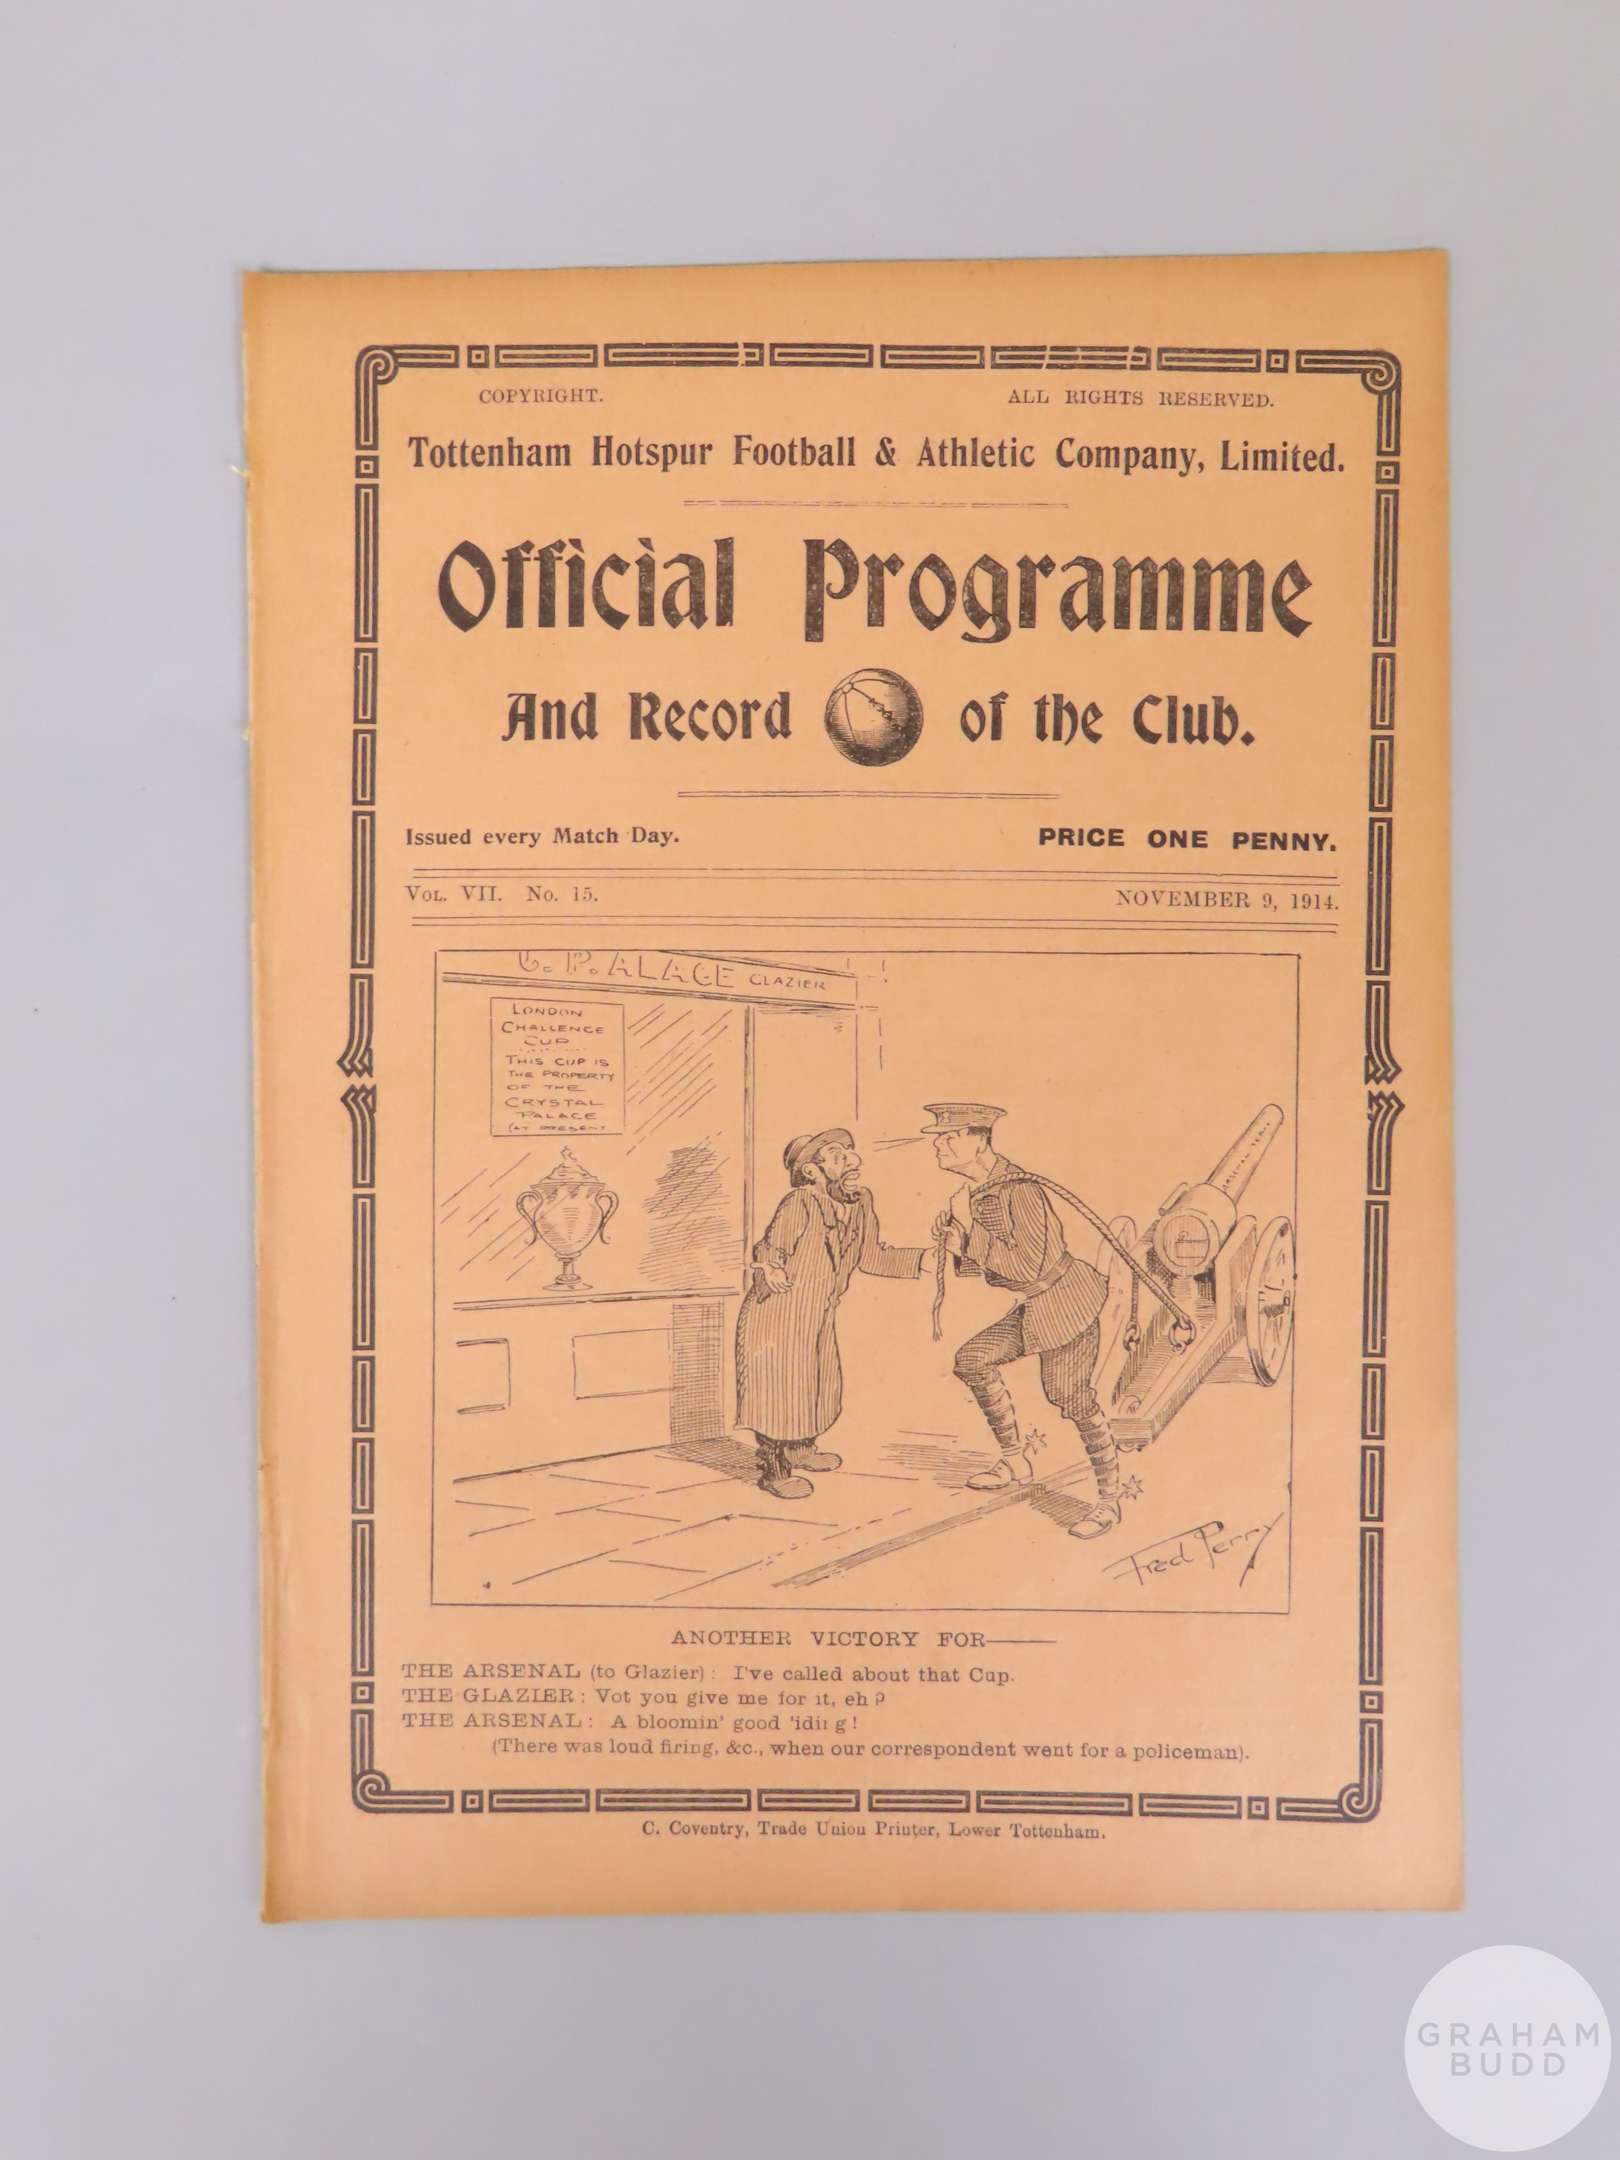 COPYRIGHT. ALL RIGHTS RESERVED.
Tottenham Hotspur Football & Athletic Company, Limited.
Official Programme
And Record of the Club.
Issued every Match Day. PRICE ONE PENNY.
VOL. VII. No. 15. NOVEMBER 9, 1914.
C. P. ALACE GLAZIER
LONDON
CHALLENGE
CUP
THIS CUP IS
THE PROPERTY
OF THE
CRYSTAL
PALACE
(AT PRESENT
ARSENAL TEAM
Fred Perry
ANOTHER VICTORY FOR——
THE ARSENAL (to Glazier): I've called about that Cup.
THE GLAZIER: Vot you give me for it, eh?
THE ARSENAL: A bloomin' good 'idin g!
(There was loud firing, &c., when our correspondent went for a policeman).
C. Coventry, Trade Union Printer, Lower Tottenham.
GRAHAM
BUDD